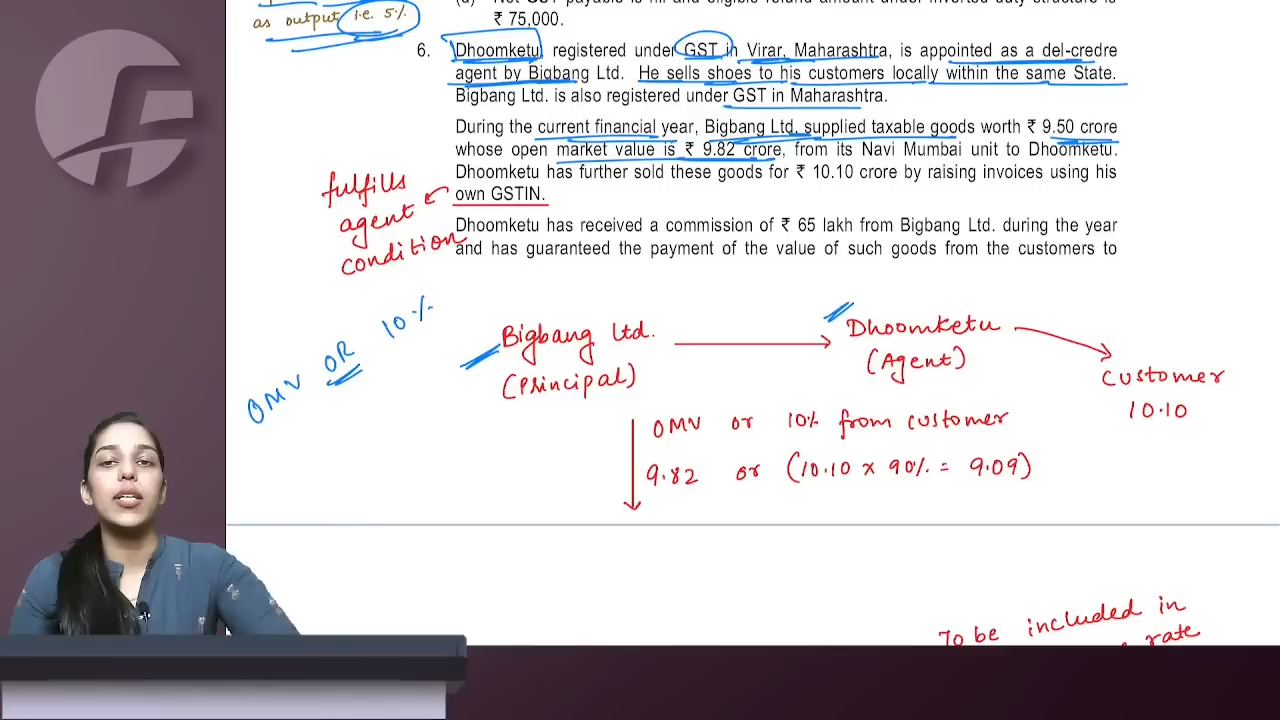 (d) Net GST payable is nil and eligible refund amount under inverted duty structure is
₹ 75,000.
as output i.e. 5%
6. Dhoomketu registered under GST in Virar, Maharashtra, is appointed as a del-credre
agent by Bigbang Ltd. He sells shoes to his customers locally within the same State.
Bigbang Ltd. is also registered under GST in Maharashtra.
During the current financial year, Bigbang Ltd. supplied taxable goods worth ₹ 9.50 crore
whose open market value is ₹ 9.82 crore, from its Navi Mumbai unit to Dhoomketu.
Dhoomketu has further sold these goods for ₹ 10.10 crore by raising invoices using his
own GSTIN.
fulfills
agent
condition
Dhoomketu has received a commission of ₹ 65 lakh from Bigbang Ltd. during the year
and has guaranteed the payment of the value of such goods from the customers to
OMV OR 10%
Bigbang Ltd.
(Principal)
Dhoomketu
(Agent)
Customer
10.10
OMV or 10% from customer
9.82 or (10.10 x 90% = 9.09)
To be included in
rate